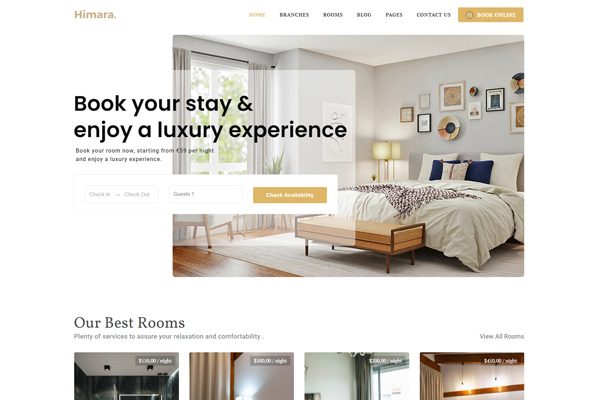 Himara.
HOME BRANCHES ROOMS BLOG PAGES CONTACT US BOOK ONLINE
Book your stay &
enjoy a luxury experience
Book your room now, starting from €59 per night
and enjoy a luxury experience.
Check In → Check Out Guests 1 Check Availability
Our Best Rooms
Plenty of services to assure your relaxation and comfortability .
View All Rooms
$150,00 / night $500,00 / night $300,00 / night $450,00 / night